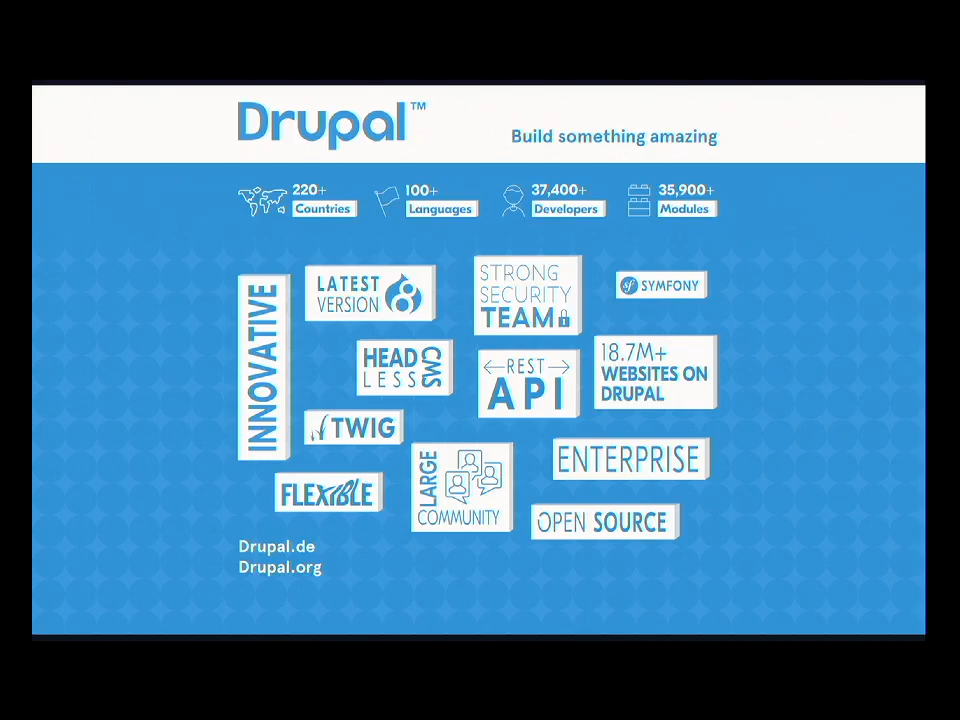 Drupal™
Build something amazing
220+
Countries
100+
Languages
37,400+
Developers
35,900+
Modules
INNOVATIVE
LATEST
VERSION 8
STRONG
SECURITY
TEAM
sf SYMFONY
HEAD
LESS
CMS
REST
API
18.7M+
WEBSITES ON
DRUPAL
TWIG
LARGE
COMMUNITY
ENTERPRISE
FLEXIBLE
OPEN SOURCE
Drupal.de
Drupal.org